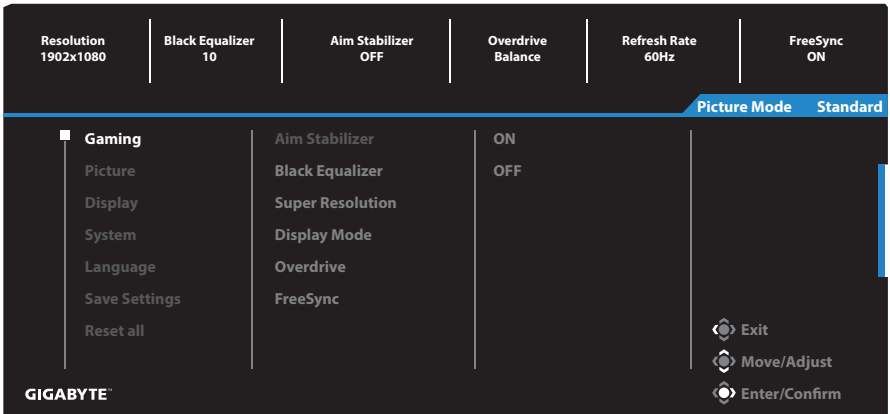 Resolution
1902x1080
Black Equalizer
10
Aim Stabilizer
OFF
Overdrive
Balance
Refresh Rate
60Hz
FreeSync
ON
Picture Mode Standard
Gaming
Picture
Display
System
Language
Save Settings
Reset all
Aim Stabilizer
Black Equalizer
Super Resolution
Display Mode
Overdrive
FreeSync
ON
OFF
Exit
Move/Adjust
Enter/Confirm
GIGABYTE™